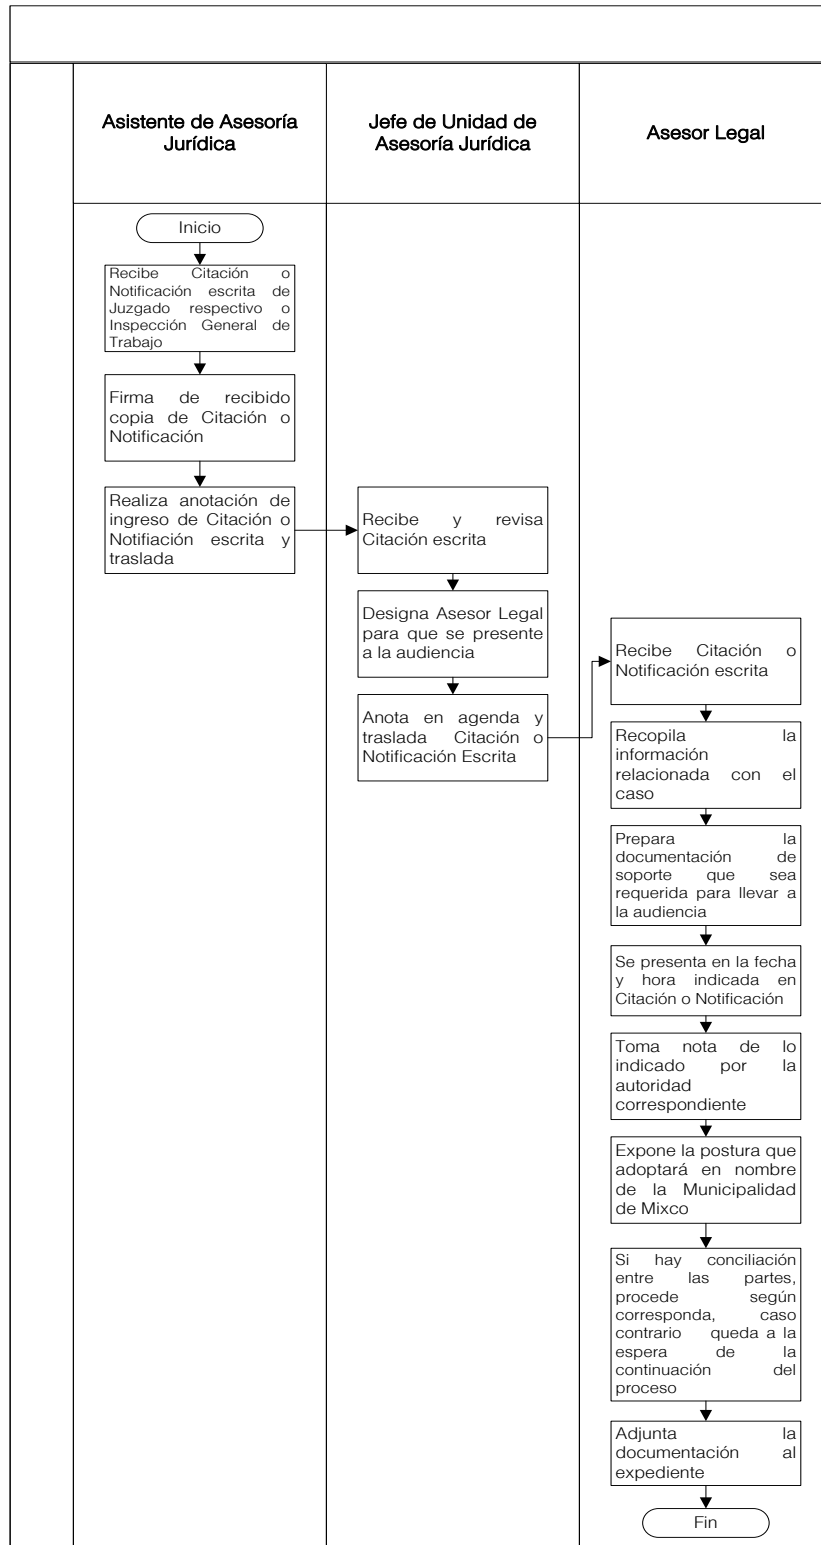 Asistente de Asesoría
Jurídica
Jefe de Unidad de
Asesoría Jurídica
Asesor Legal
Inicio
Recibe Citación o
Notificación escrita de
Juzgado respectivo o
Inspección General de
Trabajo
Firma de recibido
copia de Citación o
Notificación
Realiza anotación de
ingreso de Citación o
Notifiación escrita y
traslada
Recibe y revisa
Citación escrita
Designa Asesor Legal
para que se presente
a la audiencia
Anota en agenda y
traslada Citación o
Notificación Escrita
Recibe Citación o
Notificación escrita
Recopila la
información
relacionada con el
caso
Prepara la
documentación de
soporte que sea
requerida para llevar a
la audiencia
Se presenta en la fecha
y hora indicada en
Citación o Notificación
Toma nota de lo
indicado por la
autoridad
correspondiente
Expone la postura que
adoptará en nombre
de la Municipalidad
de Mixco
Si hay conciliación
entre las partes,
procede según
corresponda, caso
contrario queda a la
espera de la
continuación del
proceso
Adjunta la
documentación al
expediente
Fin